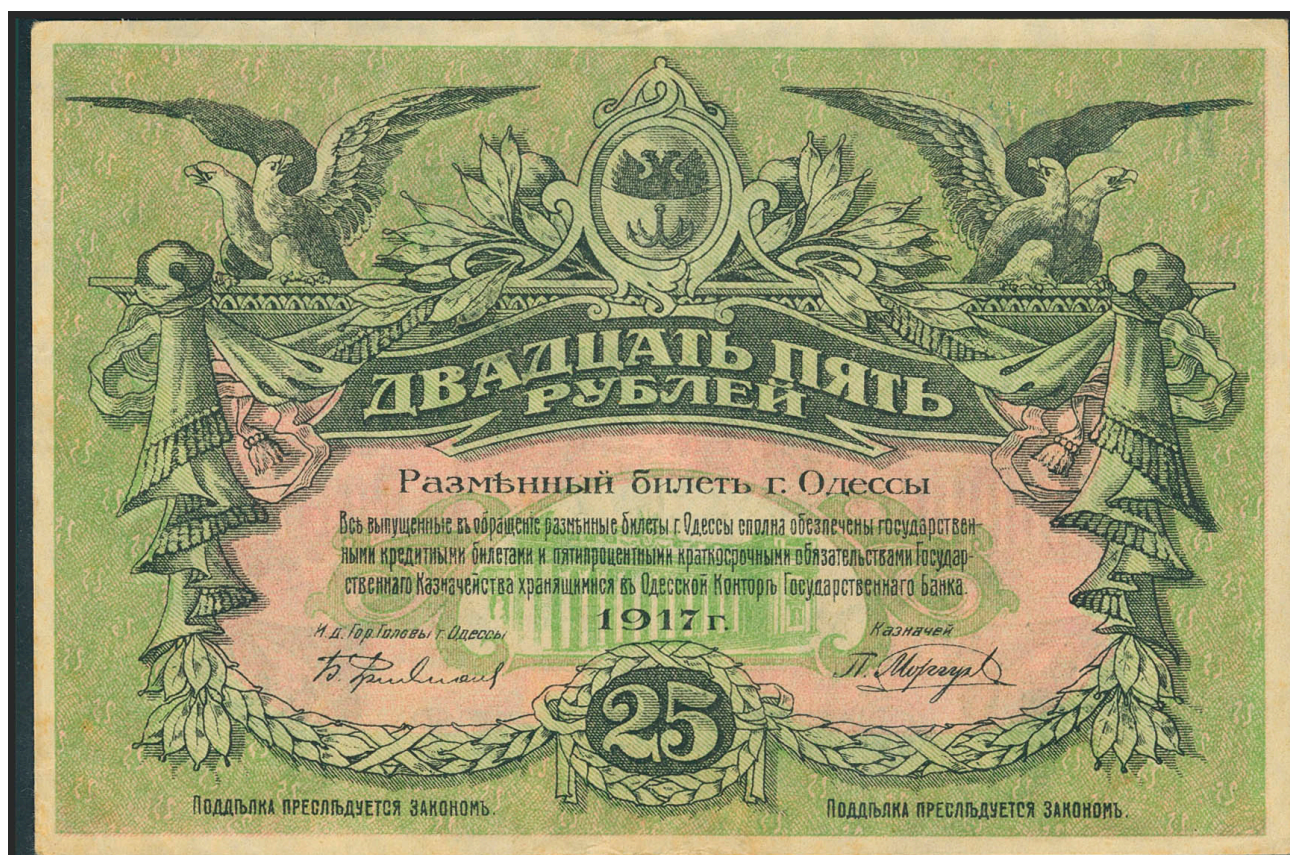 ДВАДЦАТЬ ПЯТЬ
РУБЛЕЙ
Размѣнный билетъ г. Одессы
Всѣ выпущенные въ обращенiе размѣнные билеты г. Одессы сполна обезпечены государствен-
ными кредитными билетами и пятипроцентными краткосрочными обязательствами Государ-
ственнаго Казначейства хранящимися въ Одесской Конторѣ Государственнаго Банка.
1917 г.
И. д. Гор. Головы г. Одессы
Казначей
25
Поддѣлка преслѣдуется закономъ.
Поддѣлка преслѣдуется закономъ.